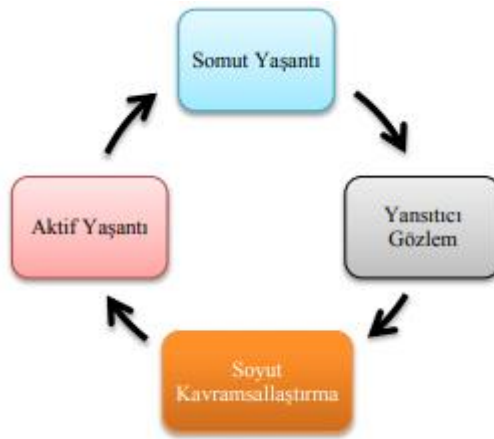 Somut Yaşantı
Yansıtıcı
Gözlem
Soyut
Kavramsallaştırma
Aktif Yaşantı